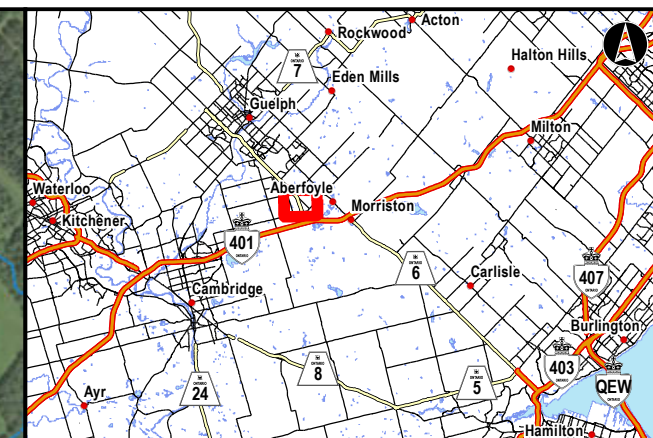 Acton
Rockwood
ONTARIO
7
Halton Hills
Eden Mills
Guelph
Milton
Waterloo
Aberfoyle
Morriston
Kitchener
401
ONTARIO
ONTARIO
6
Carlisle
407
ONTARIO
Cambridge
Burlington
ONTARIO
8
403
ONTARIO
ONTARIO
5
QEW
ONTARIO
24
Ayr
Hamilton